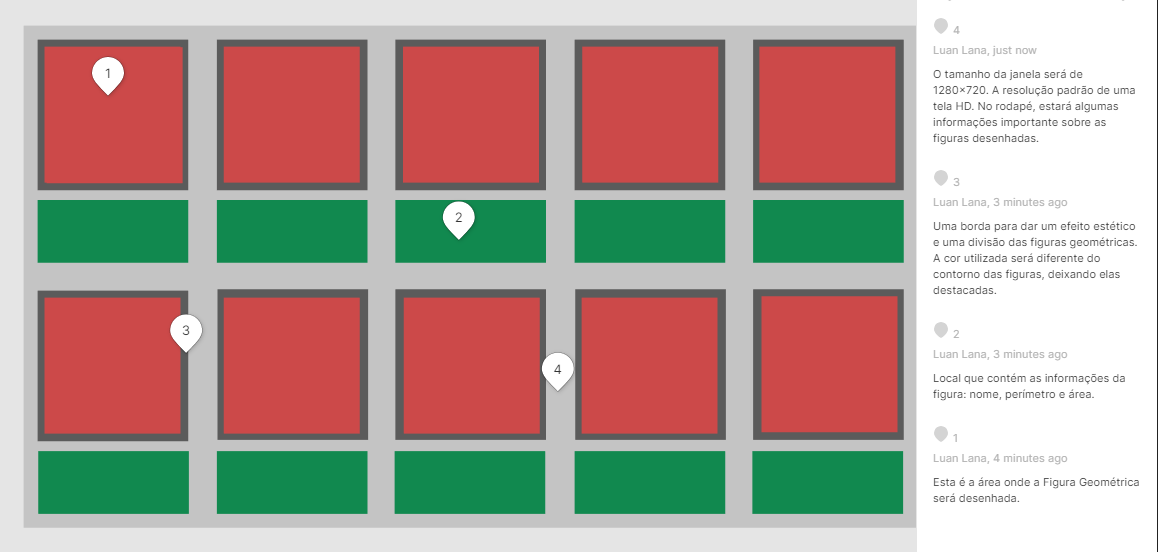 1
2
3
4
4
Luan Lana, just now
O tamanho da janela será de
1280×720. A resolução padrão de uma
tela HD. No rodapé, estará algumas
informações importante sobre as
figuras desenhadas.
3
Luan Lana, 3 minutes ago
Uma borda para dar um efeito estético
e uma divisão das figuras geométricas.
A cor utilizada será diferente do
contorno das figuras, deixando elas
destacadas.
2
Luan Lana, 3 minutes ago
Local que contém as informações da
figura: nome, perímetro e área.
1
Luan Lana, 4 minutes ago
Esta é a área onde a Figura Geométrica
será desenhada.